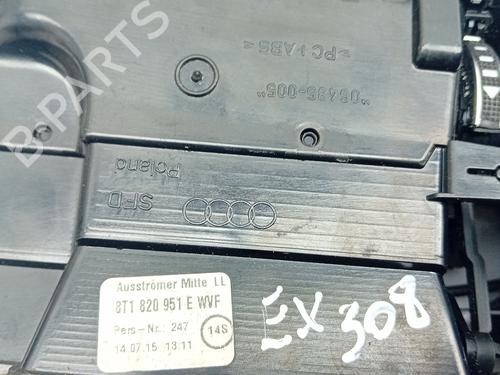 >PC+ABS<
"08435-005"
Poland
SFD
Ausströmer Mitte LL
8T1 820 951 E WVF
Pers-Nr.: 247
14S
14.07.15 13:11
EX 308
B-PARTS